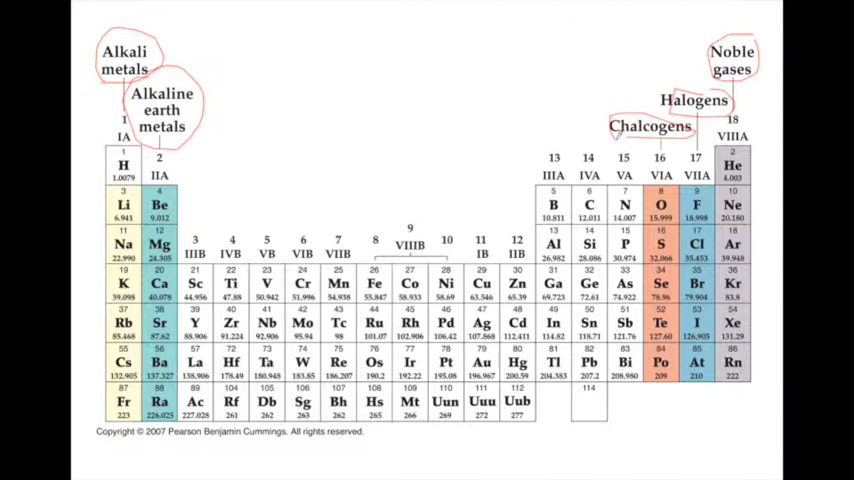 Alkali
metals
Noble
gases
Alkaline
earth
metals
Halogens
Chalcogens
1
IA
18
VIIIA
2
IIA
13 14 15 16 17
IIIA IVA VA VIA VIIA
1 2
H He
1.0079 4.003
3 4 5 6 7 8 9 10
Li Be B C N O F Ne
6.941 9.012 10.811 12.011 14.007 15.999 18.998 20.180
11 12 13 14 15 16 17 18
Na Mg Al Si P S Cl Ar
22.990 24.305 26.982 28.086 30.974 32.066 35.453 39.948
3 4 5 6 7 8 9 10 11 12
IIIB IVB VB VIB VIIB VIIIB IB IIB
19 20 21 22 23 24 25 26 27 28 29 30 31 32 33 34 35 36
K Ca Sc Ti V Cr Mn Fe Co Ni Cu Zn Ga Ge As Se Br Kr
39.098 40.078 44.956 47.88 50.942 51.996 54.938 55.847 58.933 58.69 63.546 65.39 69.723 72.61 74.922 78.96 79.904 83.8
37 38 39 40 41 42 43 44 45 46 47 48 49 50 51 52 53 54
Rb Sr Y Zr Nb Mo Tc Ru Rh Pd Ag Cd In Sn Sb Te I Xe
85.468 87.62 88.906 91.224 92.906 95.94 98 101.07 102.906 106.42 107.868 112.411 114.82 118.71 121.76 127.60 126.905 131.29
55 56 57 72 73 74 75 76 77 78 79 80 81 82 83 84 85 86
Cs Ba La Hf Ta W Re Os Ir Pt Au Hg Tl Pb Bi Po At Rn
132.905 137.327 138.906 178.49 180.948 183.85 186.207 190.2 192.22 195.08 196.967 200.59 204.383 207.2 208.980 209 210 222
87 88 89 104 105 106 107 108 109 110 111 112 114
Fr Ra Ac Rf Db Sg Bh Hs Mt Uun Uuu Uub
223 226.025 227.028 261 262 263 262 265 266 269 272 277
Copyright © 2007 Pearson Benjamin Cummings. All rights reserved.